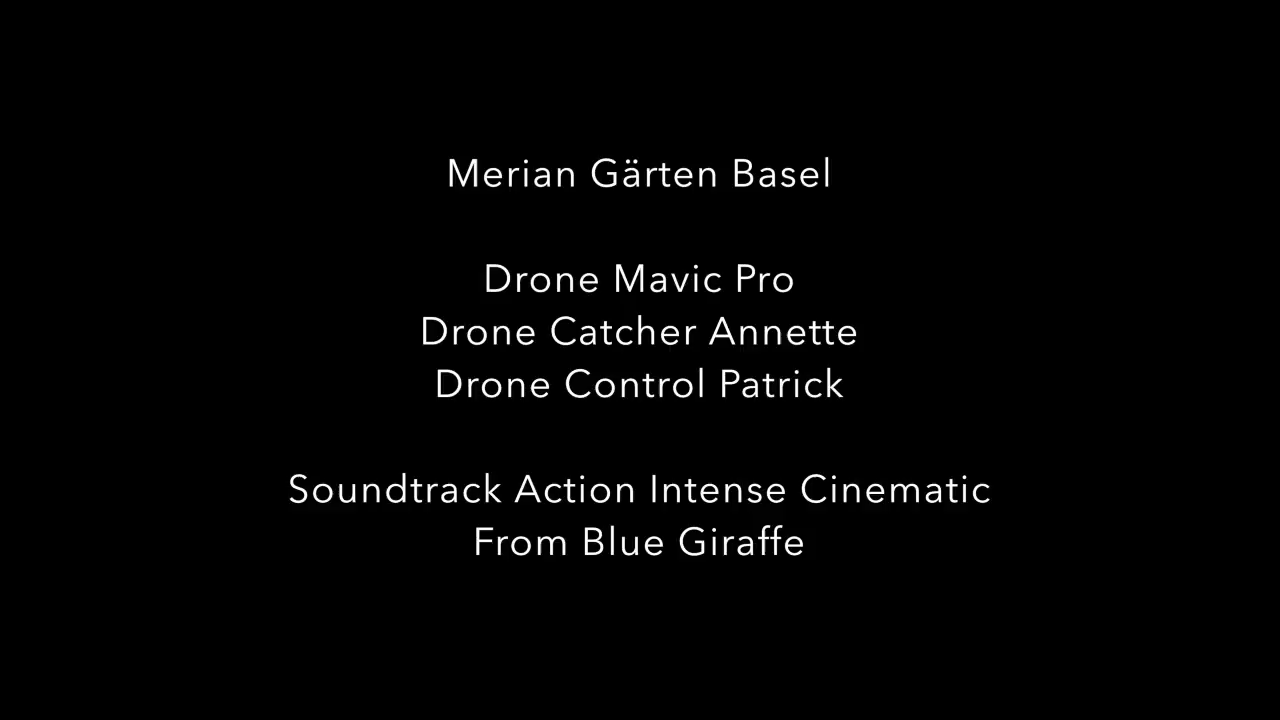 Merian Gärten Basel
Drone Mavic Pro
Drone Catcher Annette
Drone Control Patrick
Soundtrack Action Intense Cinematic
From Blue Giraffe